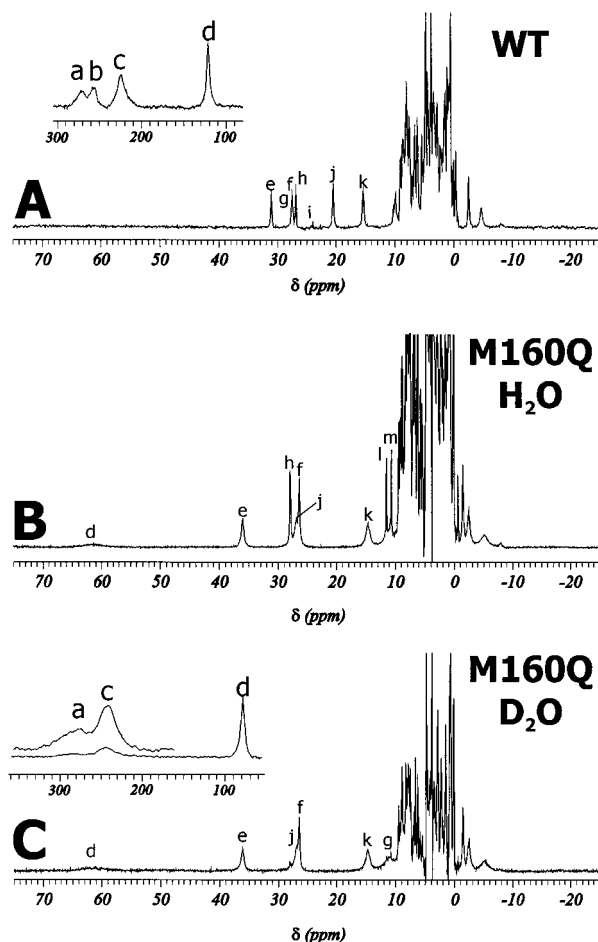 a b c d
300 200 100
WT
A
e g f h i j k
70 60 50 40 30 20 10 0 -10 -20
δ (ppm)
M160Q
H₂O
B
d e h f j k l m
70 60 50 40 30 20 10 0 -10 -20
δ (ppm)
M160Q
D₂O
a c d
300 200 100
C
d e j f k g
70 60 50 40 30 20 10 0 -10 -20
δ (ppm)